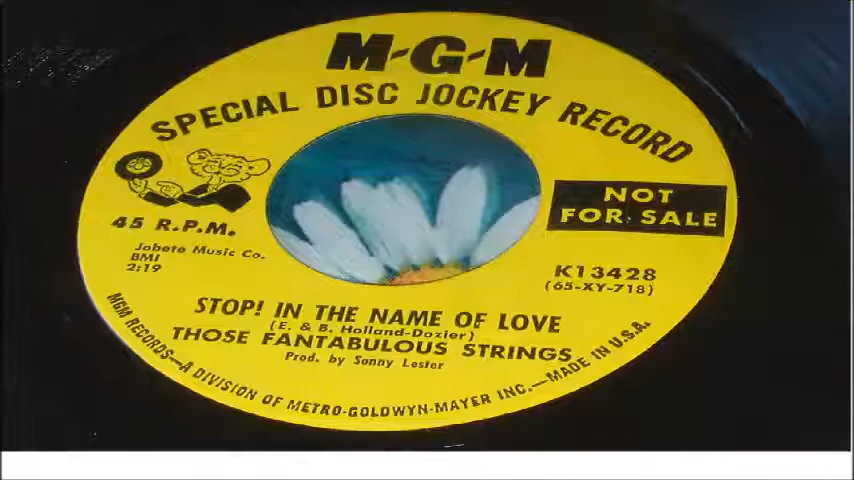 M-G-M
SPECIAL DISC JOCKEY RECORD
NOT
FOR SALE
45 R.P.M.
Jobete Music Co.
BMI
2:19
K13428
(65-XY-718)
STOP! IN THE NAME OF LOVE
(E. & B. Holland-Dozier)
THOSE FANTABULOUS STRINGS
Prod. by Sonny Lester
MGM RECORDS—A DIVISION OF METRO-GOLDWYN-MAYER INC.—MADE IN U.S.A.